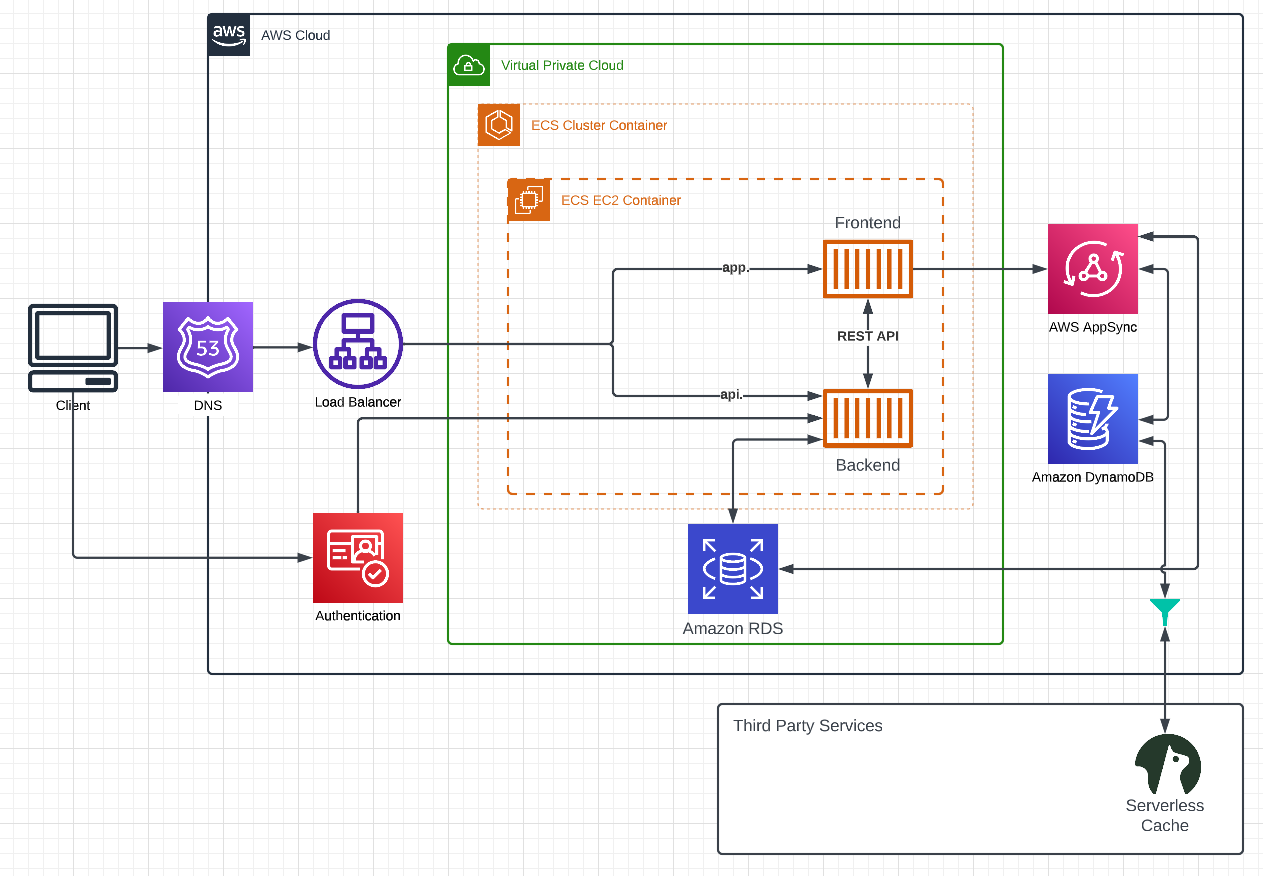 aws
AWS Cloud
Virtual Private Cloud
ECS Cluster Container
ECS EC2 Container
Frontend
app.
REST API
api.
Backend
AWS AppSync
Amazon DynamoDB
53
Client
DNS
Load Balancer
Authentication
Amazon RDS
Third Party Services
Serverless
Cache